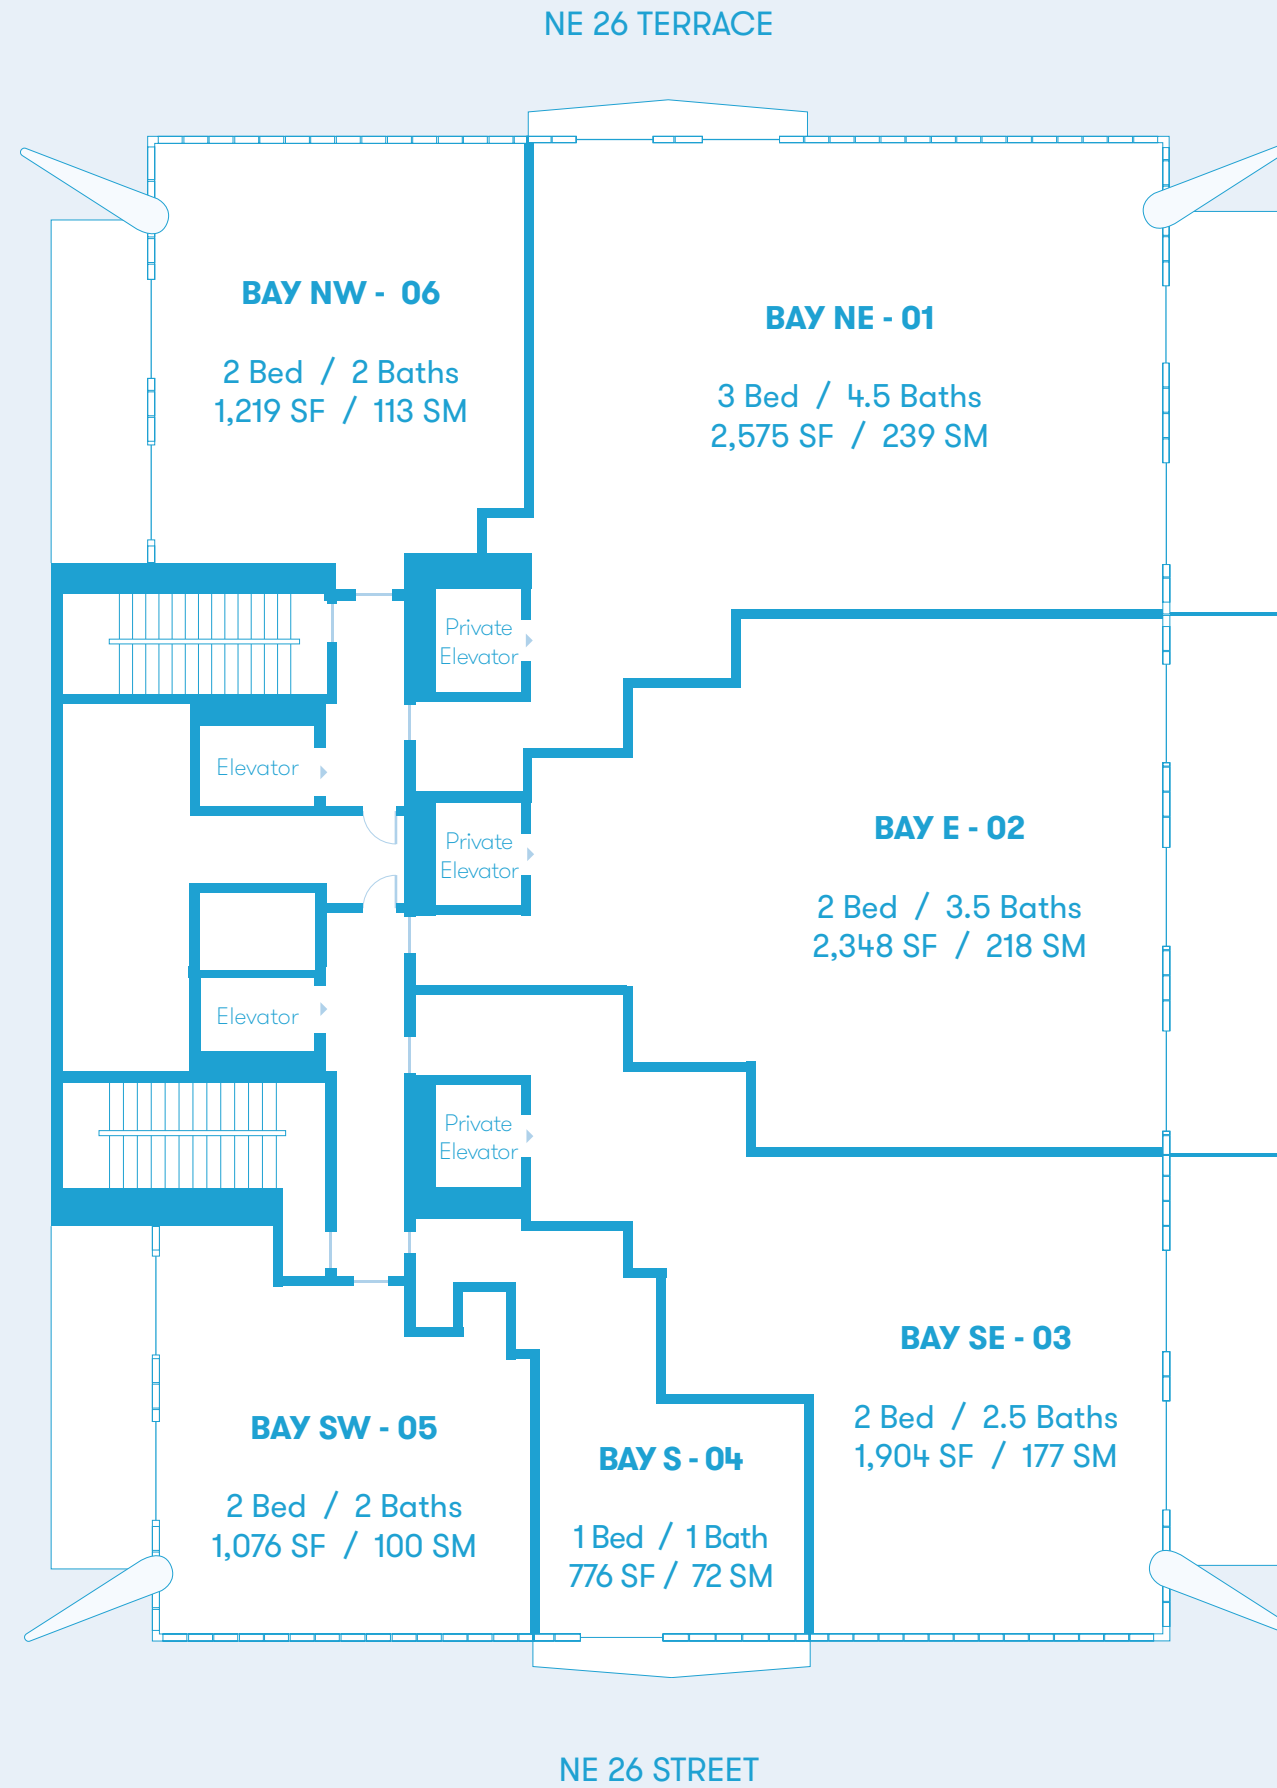 NE 26 TERRACE
BAY NW - 06
2 Bed / 2 Baths
1,219 SF / 113 SM
BAY NE - 01
3 Bed / 4.5 Baths
2,575 SF / 239 SM
Private
Elevator
Elevator
Private
Elevator
BAY E - 02
2 Bed / 3.5 Baths
2,348 SF / 218 SM
Elevator
Private
Elevator
BAY SE - 03
2 Bed / 2.5 Baths
1,904 SF / 177 SM
BAY SW - 05
2 Bed / 2 Baths
1,076 SF / 100 SM
BAY S - 04
1 Bed / 1 Bath
776 SF / 72 SM
NE 26 STREET